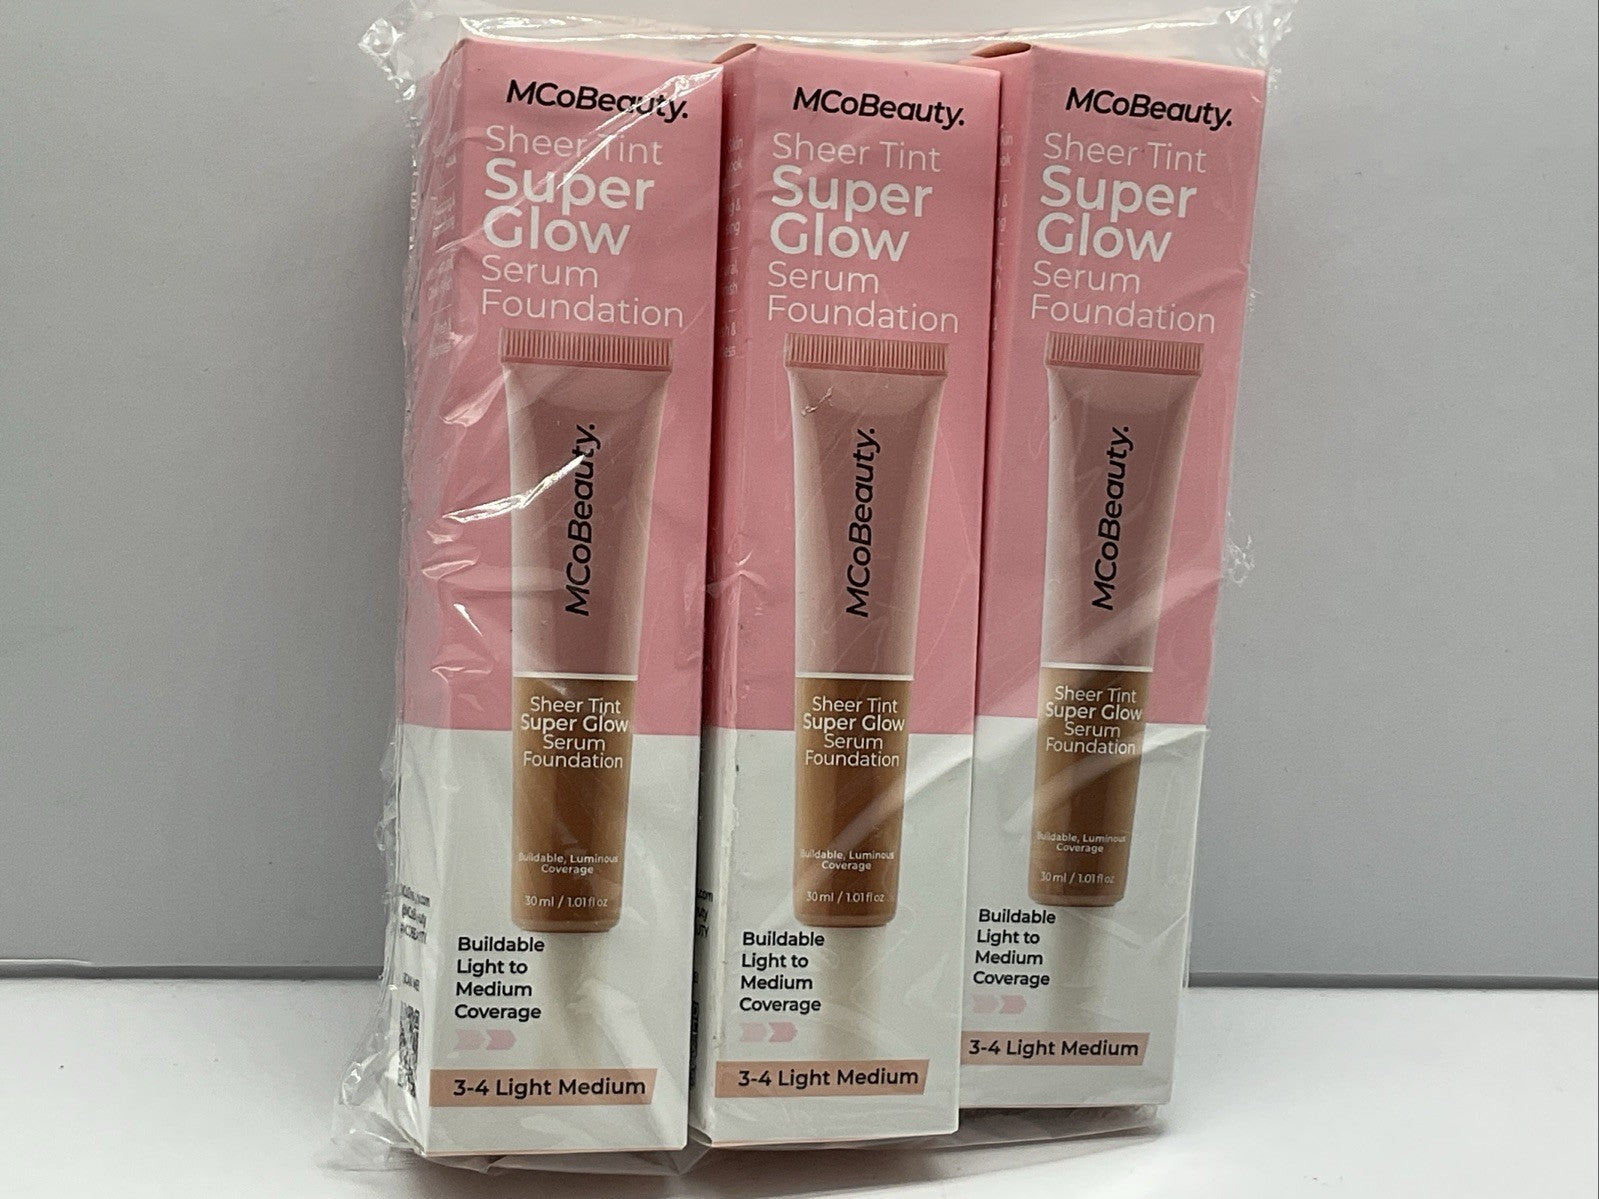 MCoBeauty.
Sheer Tint
Super
Glow
Serum
Foundation
MCoBeauty.
Sheer Tint
Super Glow
Serum
Foundation
Buildable, Luminous
Coverage
30 ml / 1.01 fl oz
Buildable
Light to
Medium
Coverage
3-4 Light Medium
MCoBeauty.
Sheer Tint
Super
Glow
Serum
Foundation
MCoBeauty.
Sheer Tint
Super Glow
Serum
Foundation
Buildable, Luminous
Coverage
30 ml / 1.01 fl oz
Buildable
Light to
Medium
Coverage
3-4 Light Medium
MCoBeauty.
Sheer Tint
Super
Glow
Serum
Foundation
MCoBeauty.
Sheer Tint
Super Glow
Serum
Foundation
Buildable, Luminous
Coverage
30 ml / 1.01 fl oz
Buildable
Light to
Medium
Coverage
3-4 Light Medium